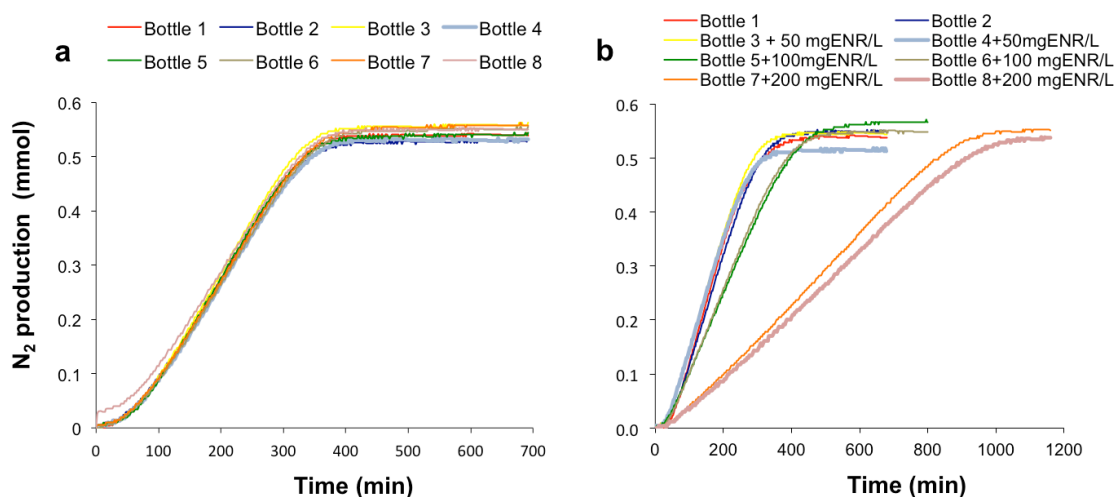 a
Bottle 1 Bottle 2 Bottle 3 Bottle 4
Bottle 5 Bottle 6 Bottle 7 Bottle 8
N2 production (mmol)
0.6
0.5
0.4
0.3
0.2
0.1
0
0 100 200 300 400 500 600 700
Time (min)
b
Bottle 1 Bottle 2
Bottle 3 + 50 mgENR/L Bottle 4+50mgENR/L
Bottle 5+100mgENR/L Bottle 6+100 mgENR/L
Bottle 7+200 mgENR/L Bottle 8+200 mgENR/L
0.6
0.5
0.4
0.3
0.2
0.1
0.0
0 200 400 600 800 1000 1200
Time (min)